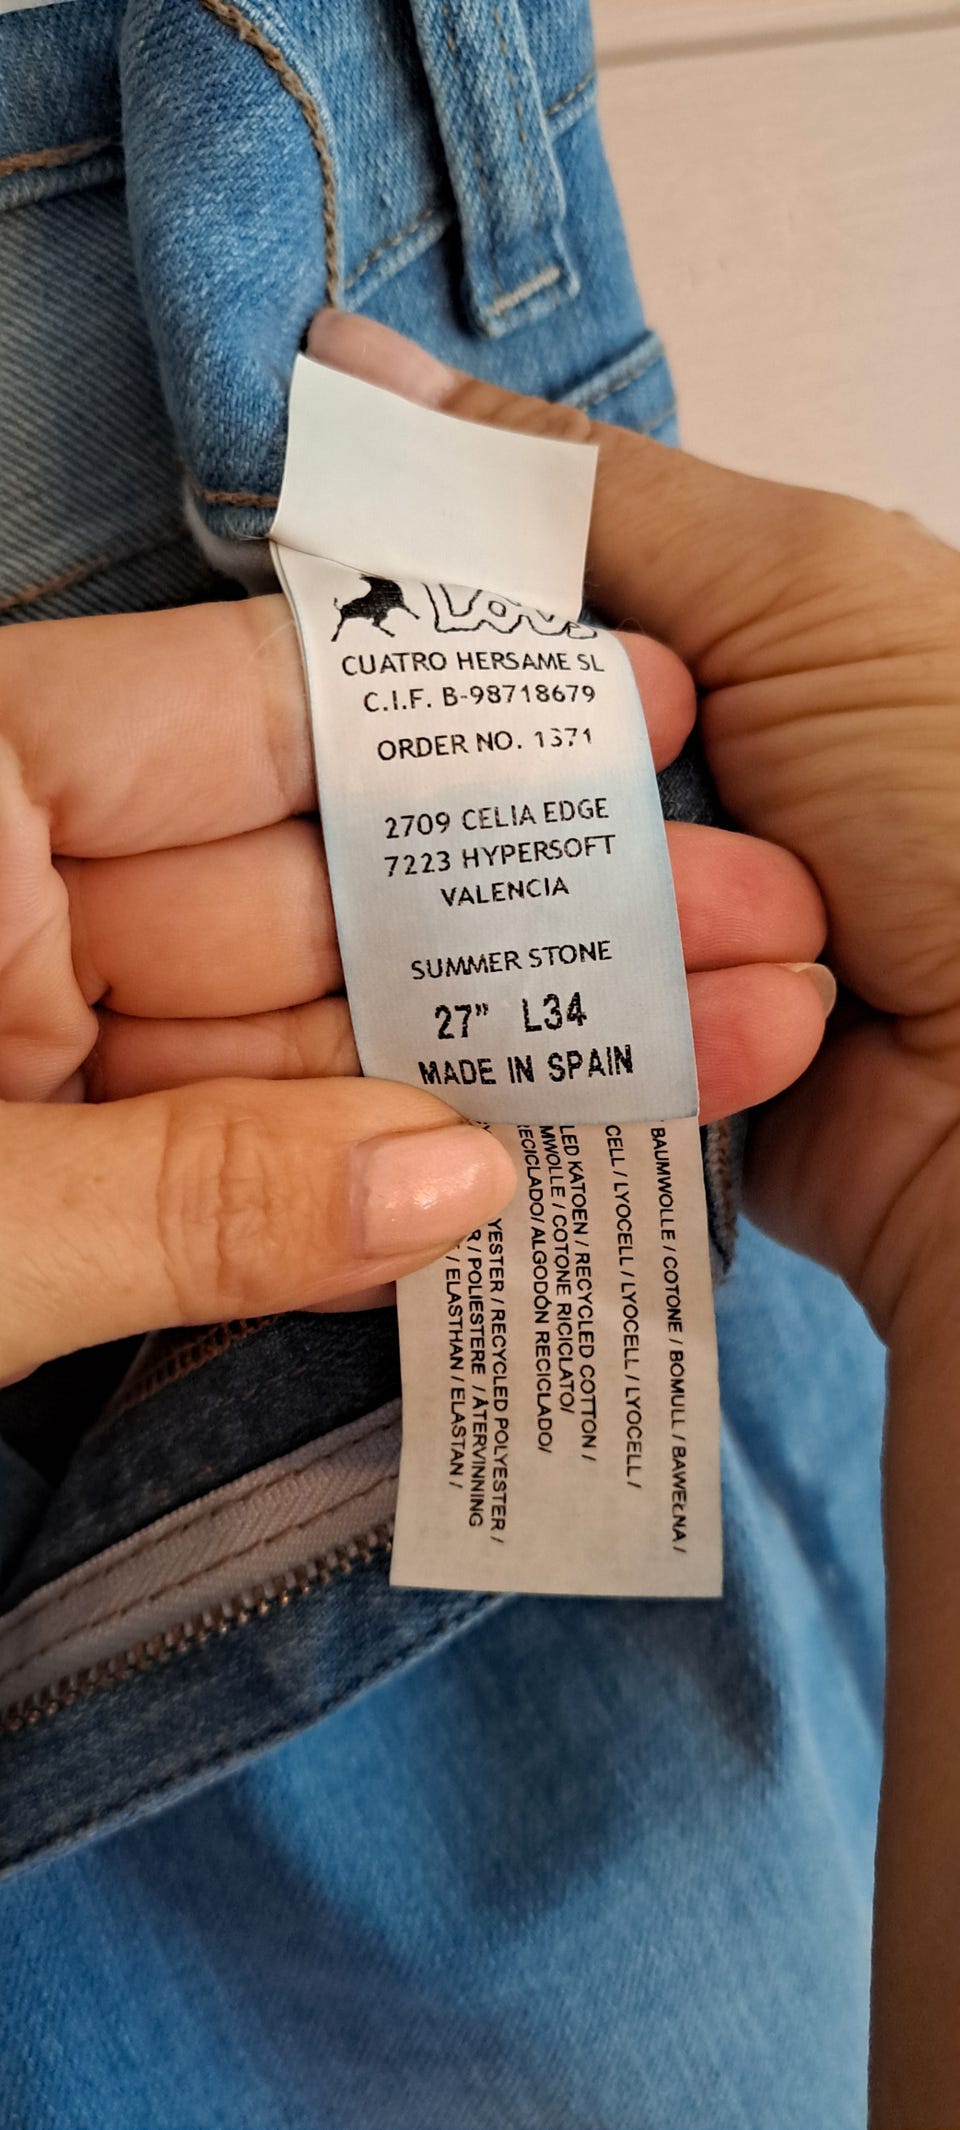 Lois
CUATRO HERSAME SL
C.I.F. B-98718679
ORDER NO. 1371
2709 CELIA EDGE
7223 HYPERSOFT
VALENCIA
SUMMER STONE
27" L34
MADE IN SPAIN
BAUMWOLLE / COTONE / BOMULL / BAWEŁNA /
CELL / LYOCELL / LYOCELL / LYOCELL /
LED KATOEN / RECYCLED COTTON /
MWOLLE / COTONE RICICLATO/
ECICLADO/ ALGODÓN RECICLADO/
YESTER / RECYCLED POLYESTER /
R / POLIESTERE / ÅTERVINNING
/ ELASTHAN / ELASTAN /